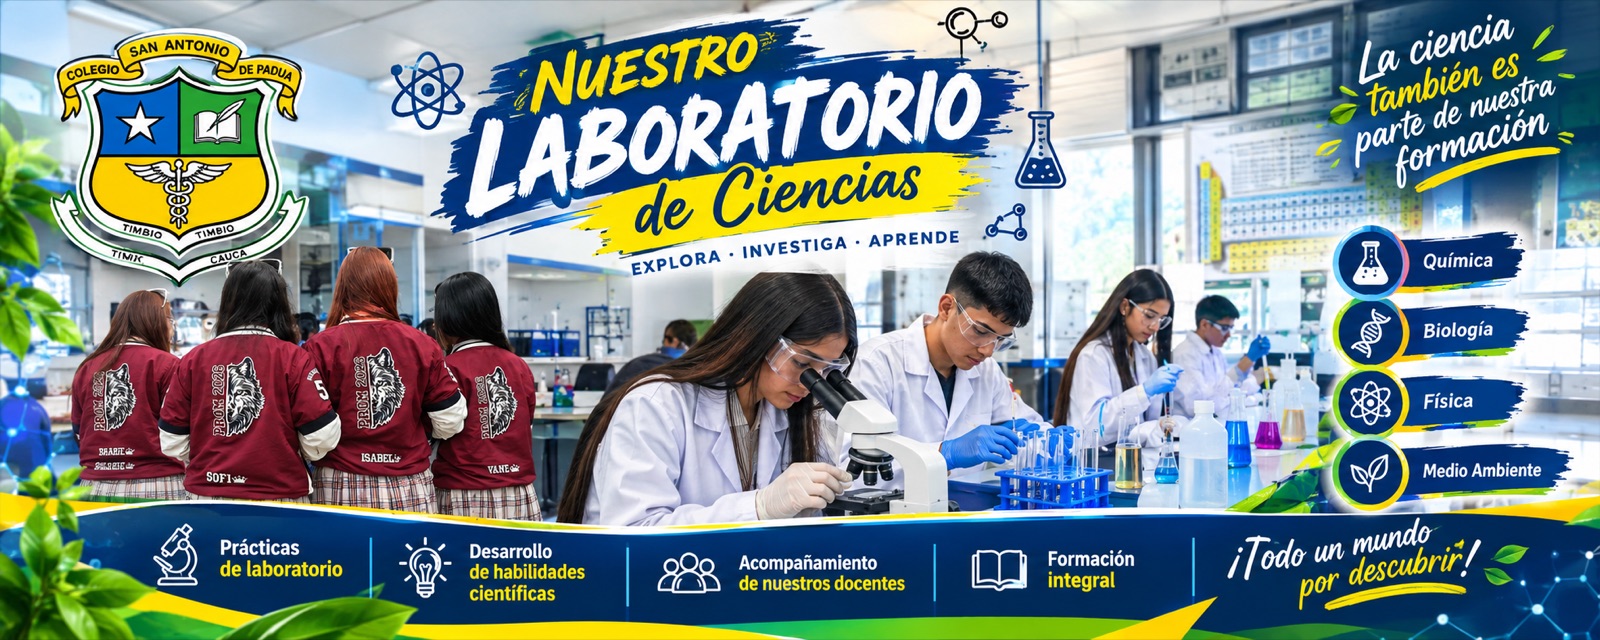 SAN ANTONIO
COLEGIO DE PADUA
TIMBIO TIMBIO
CAUCA
NUESTRO
LABORATORIO
de Ciencias
EXPLORA · INVESTIGA · APRENDE
La ciencia
también es
parte de nuestra
formación
Química
Biología
Física
Medio Ambiente
PROM 2026
PROM 2026
5
PROM 2026
PROM 2026
SOFI
ISABEL
VANE
Prácticas
de laboratorio
Desarrollo
de habilidades
científicas
Acompañamiento
de nuestros docentes
Formación
integral
¡Todo un mundo
por descubrir!